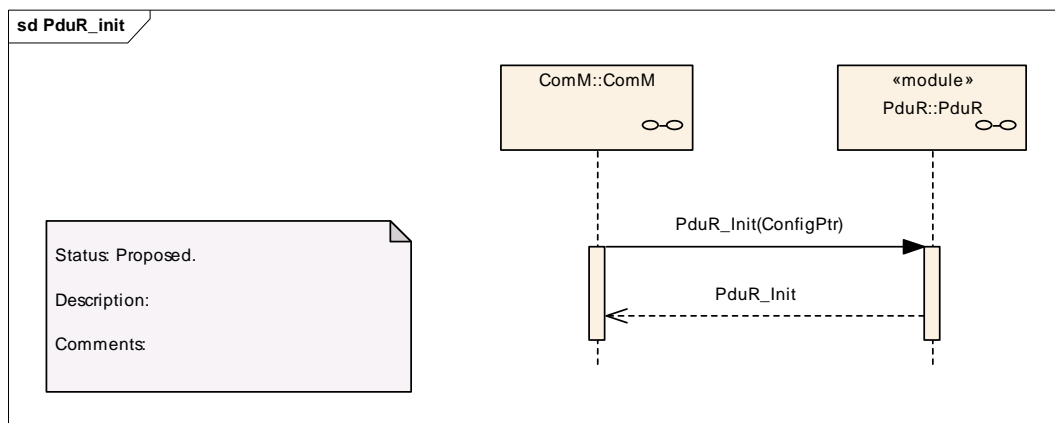 sd PduR_init
ComM::ComM
«module»
PduR::PduR
PduR_Init(ConfigPtr)
PduR_Init
Status: Proposed.
Description:
Comments: